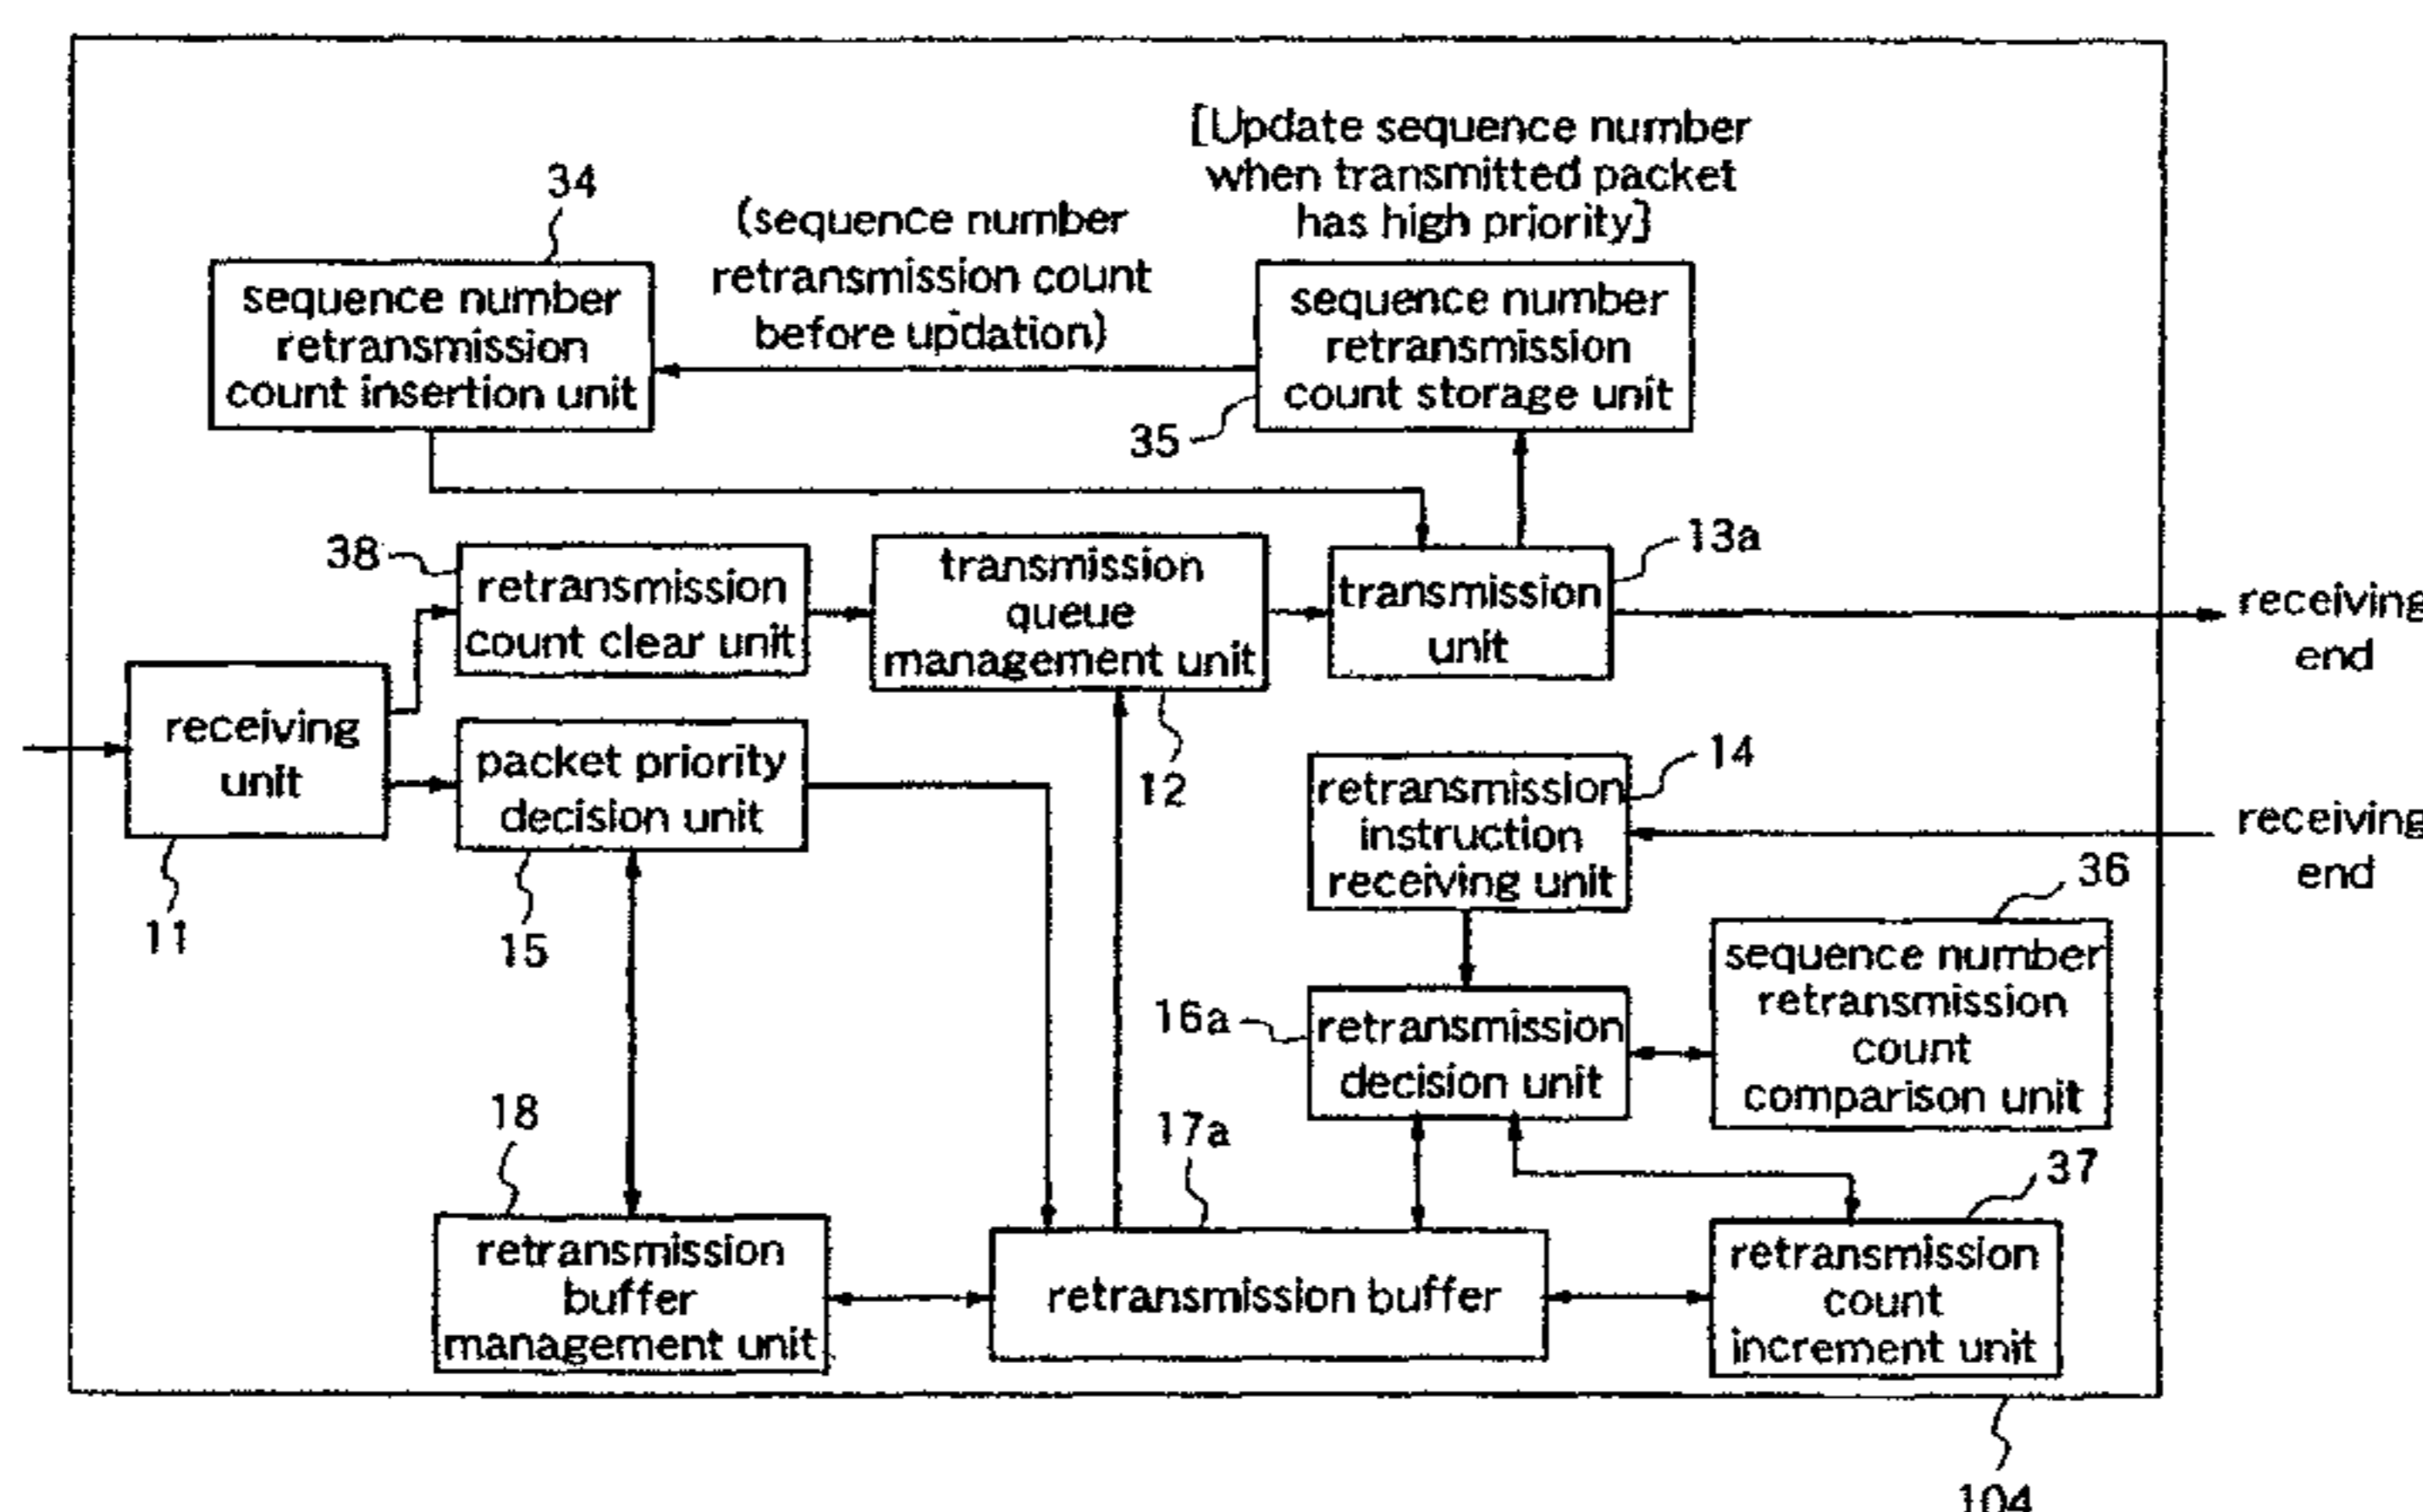 [Update sequence number
when transmitted packet
has high priority]
34
(sequence number
retransmission count
before updation)
sequence number
retransmission
count insertion unit
sequence number
retransmission
count storage unit
35
38
retransmission
count clear unit
transmission
queue
management unit
12
transmission
unit
13a
receiving
end
receiving
unit
11
packet priority
decision unit
15
retransmission
instruction
receiving unit
14
receiving
end
36
sequence number
retransmission
count
comparison unit
16a
retransmission
decision unit
18
retransmission
buffer
management unit
17a
retransmission buffer
37
retransmission
count
increment unit
104